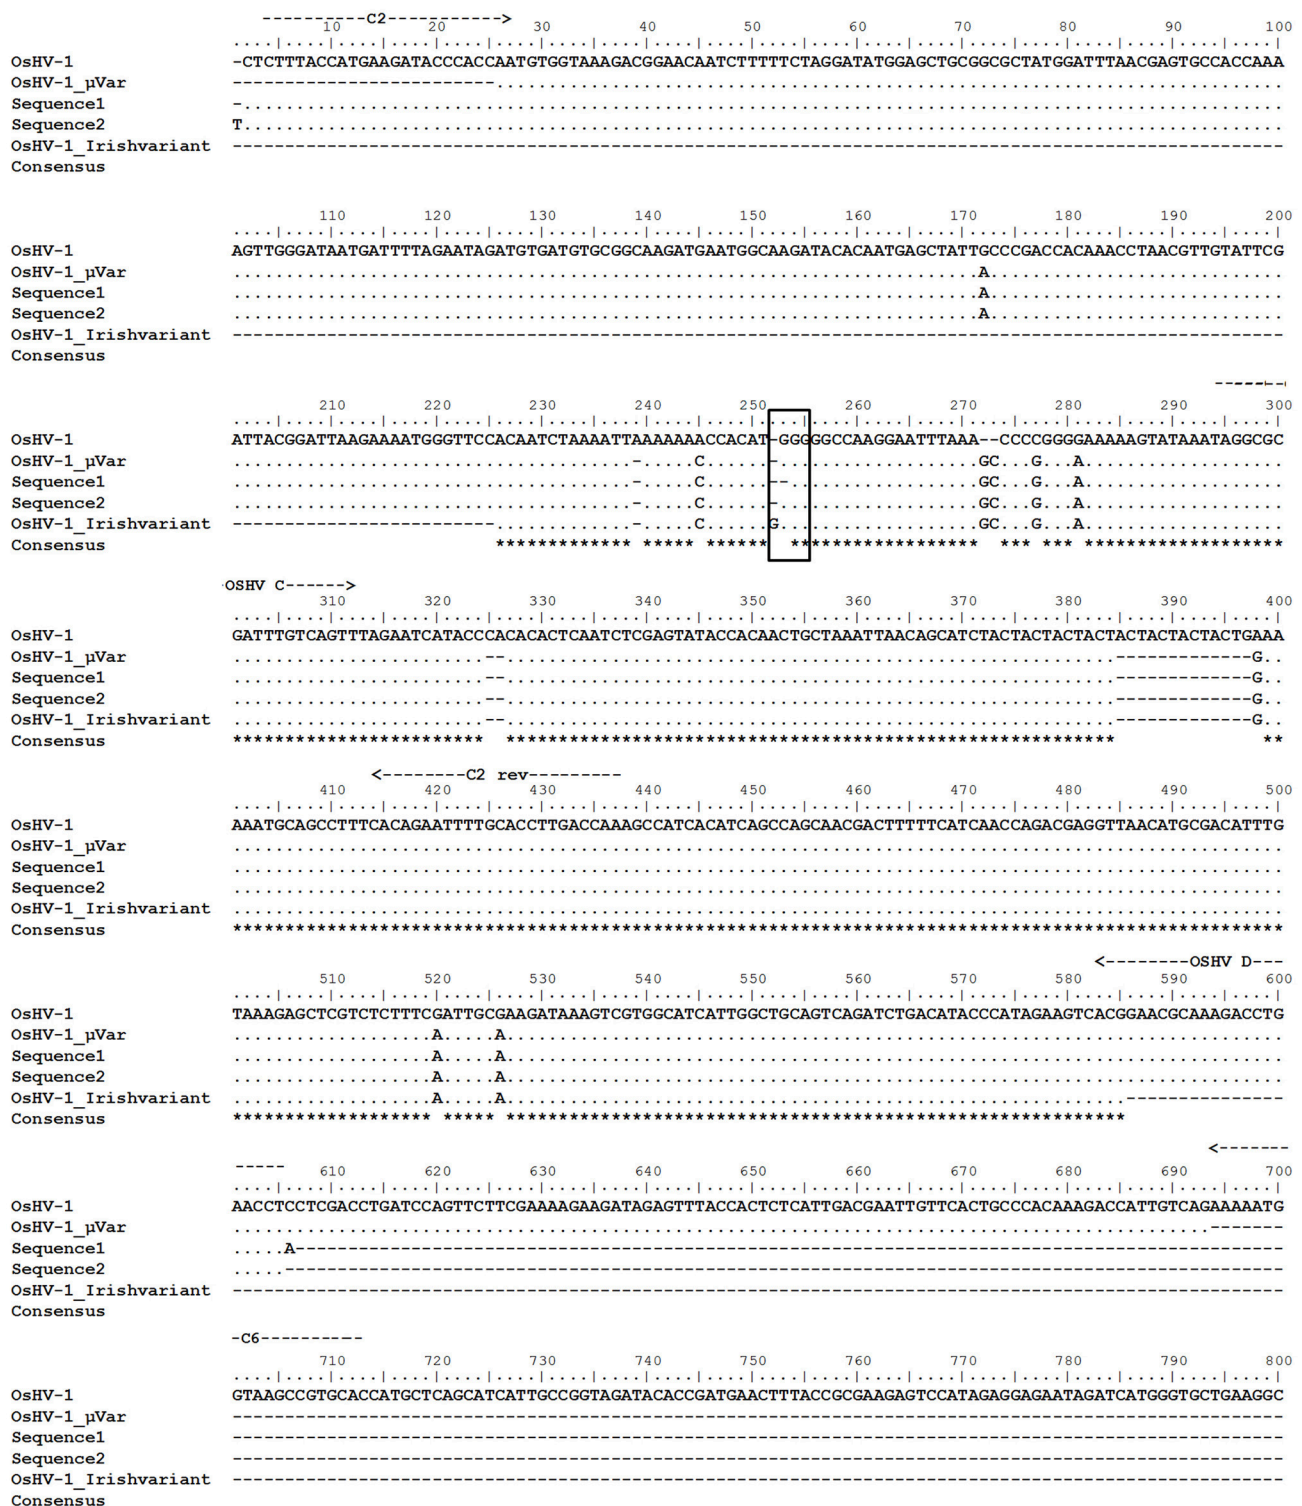 ----------C2----------->
10 20 30 40 50 60 70 80 90 100
....|....|....|....|....|....|....|....|....|....|....|....|....|....|....|....|....|....|....|....|
OsHV-1 -CTCTTTACCATGAAGATACCCACCAATGTGGTAAAGACGGAACAATCTTTTTCTAGGATATGGAGCTGCGGCGCTATGGATTTAACGAGTGCCACCAAA
OsHV-1_µVar -------------------------...........................................................................
Sequence1 -...................................................................................................
Sequence2 T...................................................................................................
OsHV-1_Irishvariant ----------------------------------------------------------------------------------------------------
Consensus
110 120 130 140 150 160 170 180 190 200
....|....|....|....|....|....|....|....|....|....|....|....|....|....|....|....|....|....|....|....|
OsHV-1 AGTTGGGATAATGATTTTAGAATAGATGTGATGTGCGGCAAGATGAATGGCAAGATACACAATGAGCTATTGCCCGACCACAAACCTAACGTTGTATTCG
OsHV-1_µVar .......................................................................A............................
Sequence1 .......................................................................A............................
Sequence2 .......................................................................A............................
OsHV-1_Irishvariant ----------------------------------------------------------------------------------------------------
Consensus
-------
210 220 230 240 250 260 270 280 290 300
....|....|....|....|....|....|....|....|....|....|....|....|....|....|....|....|....|....|....|....|
OsHV-1 ATTACGGATTAAGAAAATGGGTTCCACAATCTAAAATTAAAAAAACCACAT-GGGGGCCAAGGAATTTAAA--CCCCGGGGAAAAAGTATAAATAGGCGC
OsHV-1_µVar ......................................-.....C......-...................GC...G...A...................
Sequence1 ......................................-.....C......--..................GC...G...A...................
Sequence2 ......................................-.....C......-...................GC...G...A...................
OsHV-1_Irishvariant -------------------------.............-.....C......G...................GC...G...A...................
Consensus ************* ***** ****** ****************** *** *** *******************
OSHV C------>
310 320 330 340 350 360 370 380 390 400
....|....|....|....|....|....|....|....|....|....|....|....|....|....|....|....|....|....|....|....|
OsHV-1 GATTTGTCAGTTTAGAATCATACCCACACACTCAATCTCGAGTATACCACAACTGCTAAATTAACAGCATCTACTACTACTACTACTACTACTACTGAAA
OsHV-1_µVar ........................--..........................................................-------------G..
Sequence1 ........................--..........................................................-------------G..
Sequence2 ........................--..........................................................-------------G..
OsHV-1_Irishvariant ........................--..........................................................-------------G..
Consensus ************************ ********************************************************** **
<--------C2 rev---------
410 420 430 440 450 460 470 480 490 500
....|....|....|....|....|....|....|....|....|....|....|....|....|....|....|....|....|....|....|....|
OsHV-1 AAATGCAGCCTTTCACAGAATTTTGCACCTTGACCAAAGCCATCACATCAGCCAGCAACGACTTTTTCATCAACCAGACGAGGTTAACATGCGACATTTG
OsHV-1_µVar ....................................................................................................
Sequence1 ....................................................................................................
Sequence2 ....................................................................................................
OsHV-1_Irishvariant ....................................................................................................
Consensus ****************************************************************************************************
<--------OSHV D---
510 520 530 540 550 560 570 580 590 600
....|....|....|....|....|....|....|....|....|....|....|....|....|....|....|....|....|....|....|....|
OsHV-1 TAAAGAGCTCGTCTCTTTCGATTGCGAAGATAAAGTCGTGGCATCATTGGCTGCAGTCAGATCTGACATACCCATAGAAGTCACGGAACGCAAAGACCTG
OsHV-1_µVar ...................A.....A..........................................................................
Sequence1 ...................A.....A..........................................................................
Sequence2 ...................A.....A..........................................................................
OsHV-1_Irishvariant ...................A.....A...........................................................---------------
Consensus ******************* ***** ***********************************************************
----- <-------
610 620 630 640 650 660 670 680 690 700
....|....|....|....|....|....|....|....|....|....|....|....|....|....|....|....|....|....|....|....|
OsHV-1 AACCTCCTCGACCTGATCCAGTTCTTCGAAAAGAAGATAGAGTTTACCACTCTCATTGACGAATTGTTCACTGCCCACAAAGACCATTGTCAGAAAAATG
OsHV-1_µVar .............................................................................................-------
Sequence1 .....A----------------------------------------------------------------------------------------------
Sequence2 .....-----------------------------------------------------------------------------------------------
OsHV-1_Irishvariant ----------------------------------------------------------------------------------------------------
Consensus
-C6----------
710 720 730 740 750 760 770 780 790 800
....|....|....|....|....|....|....|....|....|....|....|....|....|....|....|....|....|....|....|....|
OsHV-1 GTAAGCCGTGCACCATGCTCAGCATCATTGCCGGTAGATACACCGATGAACTTTACCGCGAAGAGTCCATAGAGGAGAATAGATCATGGGTGCTGAAGGC
OsHV-1_µVar ----------------------------------------------------------------------------------------------------
Sequence1 ----------------------------------------------------------------------------------------------------
Sequence2 ----------------------------------------------------------------------------------------------------
OsHV-1_Irishvariant ----------------------------------------------------------------------------------------------------
Consensus